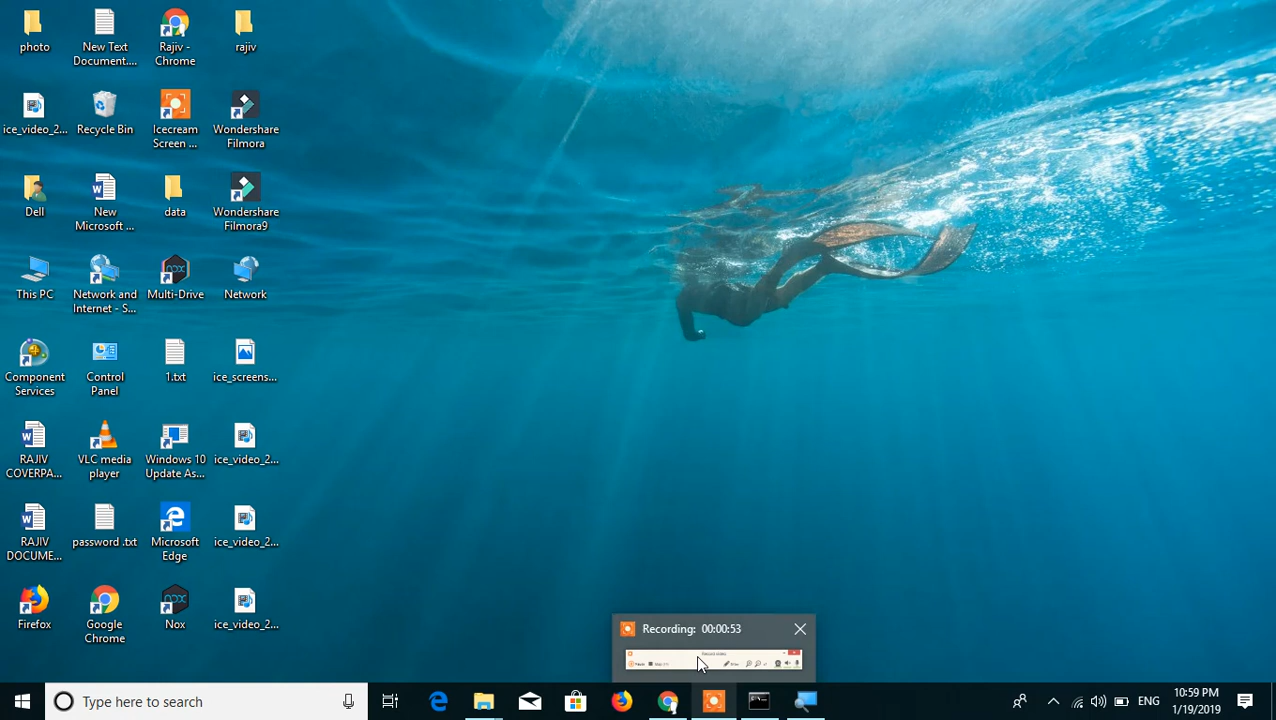 photo
New Text
Document....
Rajiv -
Chrome
rajiv
ice_video_2...
Recycle Bin
Icecream
Screen ...
Wondershare
Filmora
Dell
New
Microsoft ...
data
Wondershare
Filmora9
This PC
Network and
Internet - S...
Multi-Drive
Network
Component
Services
Control
Panel
1.txt
ice_screens...
RAJIV
COVERPA...
VLC media
player
Windows 10
Update As...
ice_video_2...
RAJIV
DOCUME...
password .txt
Microsoft
Edge
ice_video_2...
Firefox
Google
Chrome
Nox
ice_video_2...
Recording: 00:00:53
Type here to search
ENG
10:59 PM
1/19/2019